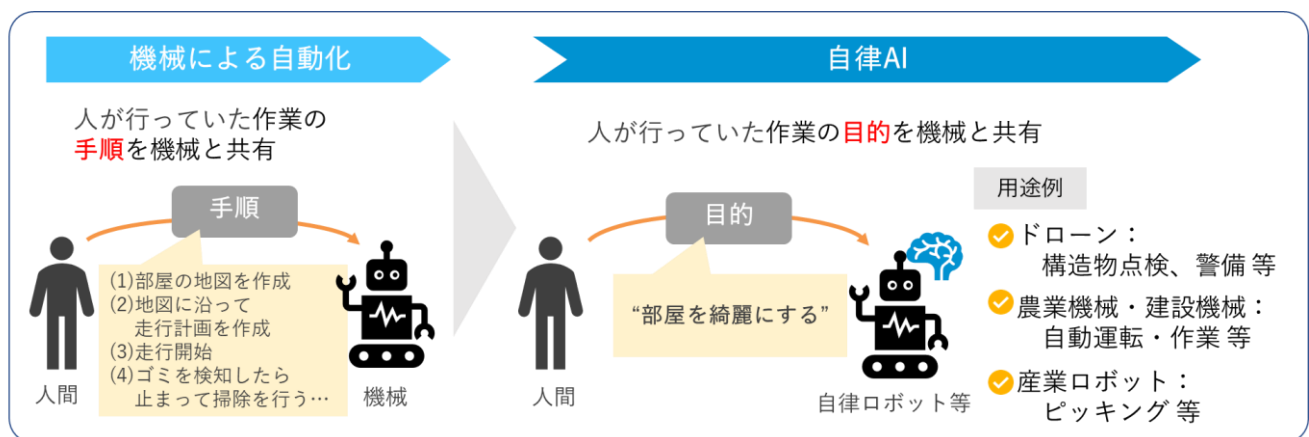 機械による自動化
人が行っていた作業の
手順を機械と共有
手順
(1)部屋の地図を作成
(2)地図に沿って
走行計画を作成
(3)走行開始
(4)ゴミを検知したら
止まって掃除を行う…
人間
機械
自律AI
人が行っていた作業の目的を機械と共有
目的
“部屋を綺麗にする”
人間
自律ロボット等
用途例
ドローン：
構造物点検、警備 等
農業機械・建設機械：
自動運転・作業 等
産業ロボット：
ピッキング 等